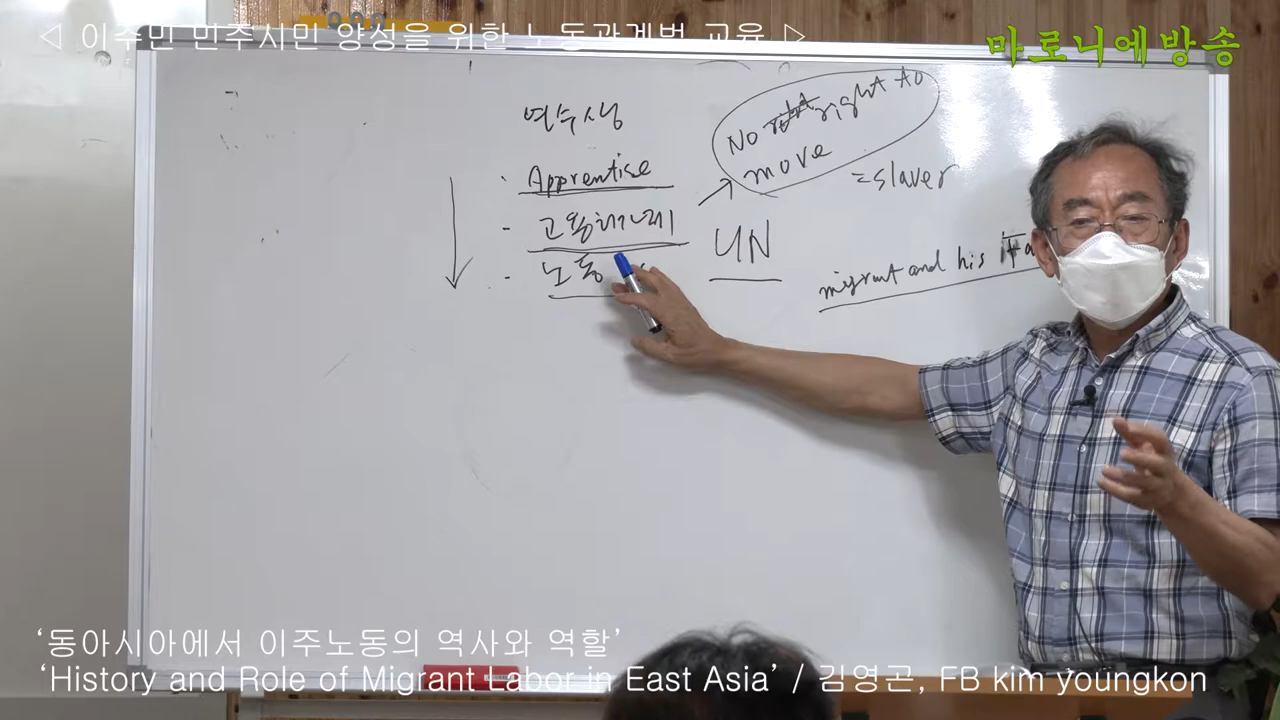 ◁ 이주민 민주시민 양성을 위한 노동관계법 교육 ▷
마로니에방송
연수생
No right to
move
· Apprentise
=slaver
- 고용허가제
UN
- 노동
migrant and his
‘동아시아에서 이주노동의 역사와 역할’
‘History and Role of Migrant Labor in East Asia’ / 김영곤, FB kim youngkon